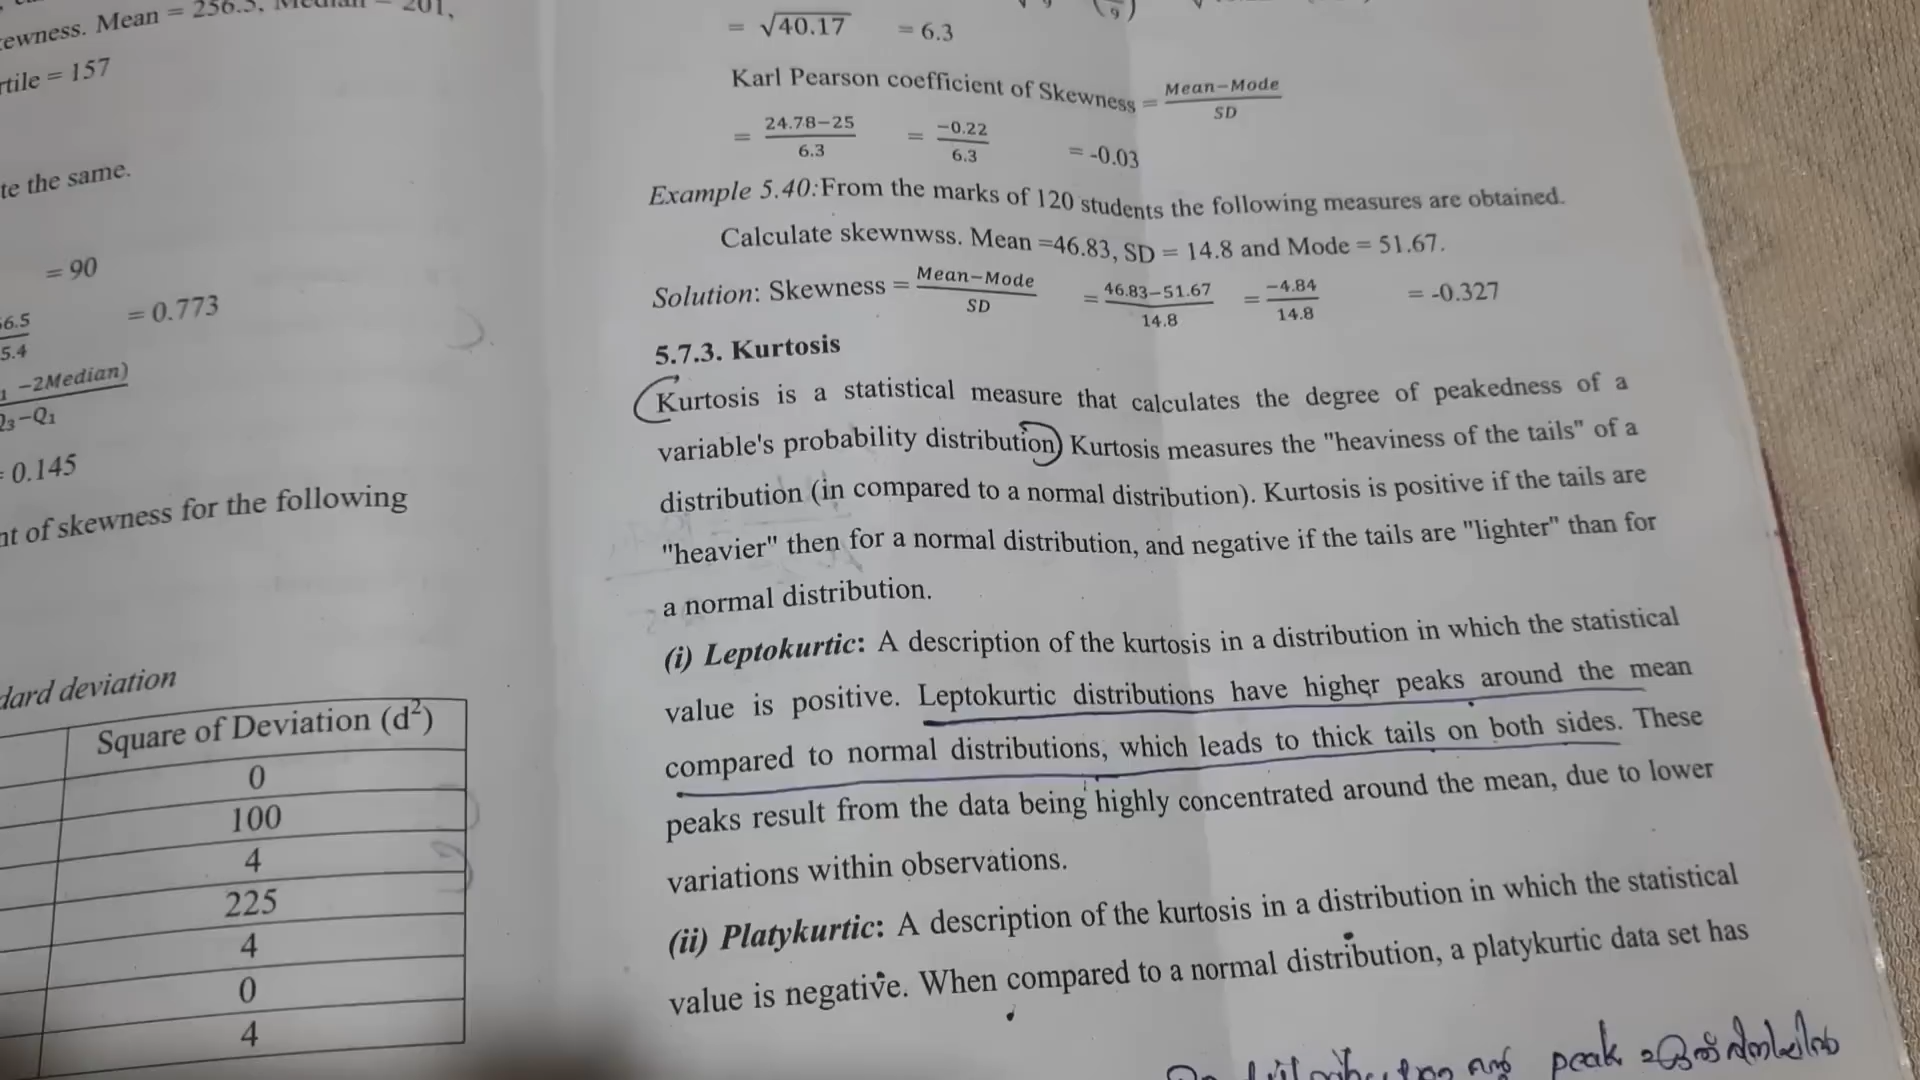 ewness. Mean = 256.5, Median = 201,
rtile = 157
te the same.
= 90
= 0.773
6.5
5.4
-2Median)
Q3-Q1
= 0.145
nt of skewness for the following
dard deviation
Square of Deviation (d²)
0
100
4
225
4
0
4
= √40.17 = 6.3
Karl Pearson coefficient of Skewness = Mean-Mode / SD
= 24.78-25 / 6.3 = -0.22 / 6.3 = -0.03
Example 5.40:From the marks of 120 students the following measures are obtained.
Calculate skewnwss. Mean =46.83, SD = 14.8 and Mode = 51.67.
Solution: Skewness = Mean-Mode / SD = 46.83-51.67 / 14.8 = -4.84 / 14.8 = -0.327
5.7.3. Kurtosis
Kurtosis is a statistical measure that calculates the degree of peakedness of a
variable's probability distribution) Kurtosis measures the "heaviness of the tails" of a
distribution (in compared to a normal distribution). Kurtosis is positive if the tails are
"heavier" then for a normal distribution, and negative if the tails are "lighter" than for
a normal distribution.
(i) Leptokurtic: A description of the kurtosis in a distribution in which the statistical
value is positive. Leptokurtic distributions have higher peaks around the mean
compared to normal distributions, which leads to thick tails on both sides. These
peaks result from the data being highly concentrated around the mean, due to lower
variations within observations.
(ii) Platykurtic: A description of the kurtosis in a distribution in which the statistical
value is negative. When compared to a normal distribution, a platykurtic data set has
peak